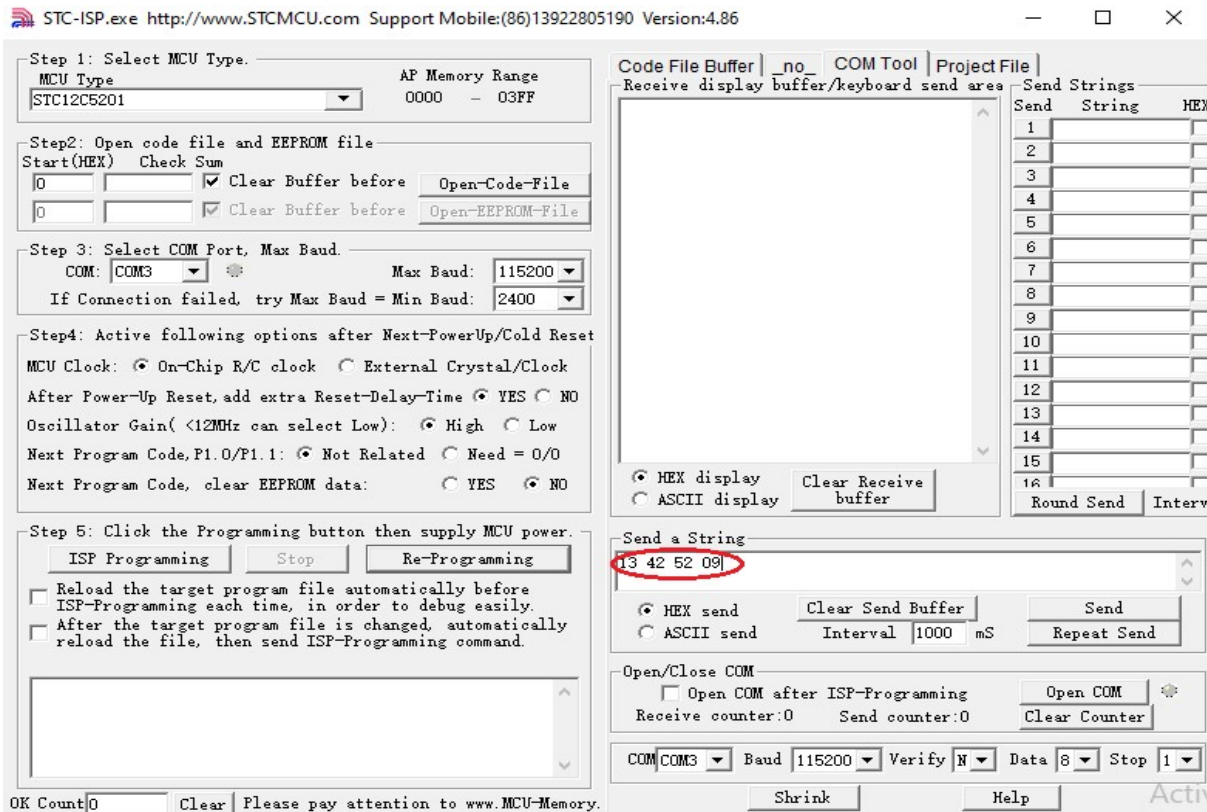 STC-ISP.exe http://www.STCMCU.com Support Mobile:(86)13922805190 Version:4.86
Step 1: Select MCU Type.
MCU Type AP Memory Range
STC12C5201 0000 - 03FF
Step2: Open code file and EEPROM file
Start(HEX) Check Sum
0 Clear Buffer before Open-Code-File
0 Clear Buffer before Open-EEPROM-File
Step 3: Select COM Port, Max Baud.
COM: COM3 Max Baud: 115200
If Connection failed, try Max Baud = Min Baud: 2400
Step4: Active following options after Next-PowerUp/Cold Reset
MCU Clock: On-Chip R/C clock External Crystal/Clock
After Power-Up Reset,add extra Reset-Delay-Time YES NO
Oscillator Gain( <12MHz can select Low): High Low
Next Program Code,P1.0/P1.1: Not Related Need = 0/0
Next Program Code, clear EEPROM data: YES NO
Step 5: Click the Programming button then supply MCU power.
ISP Programming Stop Re-Programming
Reload the target program file automatically before
ISP-Programming each time, in order to debug easily.
After the target program file is changed, automatically
reload the file, then send ISP-Programming command.
OK Count 0 Clear Please pay attention to www.MCU-Memory.
Code File Buffer _no_ COM Tool Project File
Receive display buffer/keyboard send area
HEX display
ASCII display
Clear Receive
buffer
Send Strings
Send String HEX
1
2
3
4
5
6
7
8
9
10
11
12
13
14
15
16
Round Send Interv
Send a String
13 42 52 09
HEX send Clear Send Buffer Send
ASCII send Interval 1000 mS Repeat Send
Open/Close COM
Open COM after ISP-Programming Open COM
Receive counter:0 Send counter:0 Clear Counter
COM COM3 Baud 115200 Verify N Data 8 Stop 1
Shrink Help
Activ